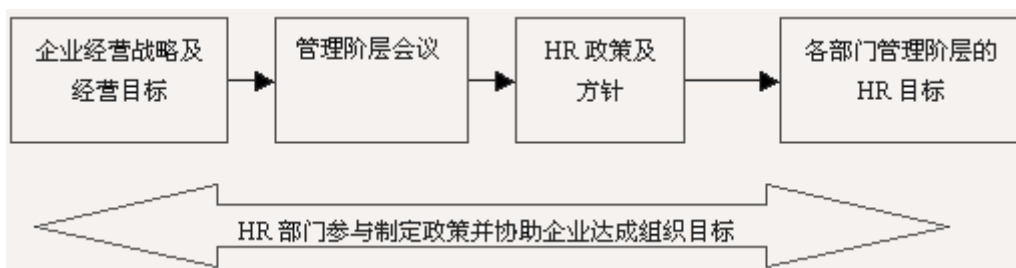 企业经营战略及
经营目标
管理阶层会议
HR 政策及
方针
各部门管理阶层的
HR 目标
HR 部门参与制定政策并协助企业达成组织目标